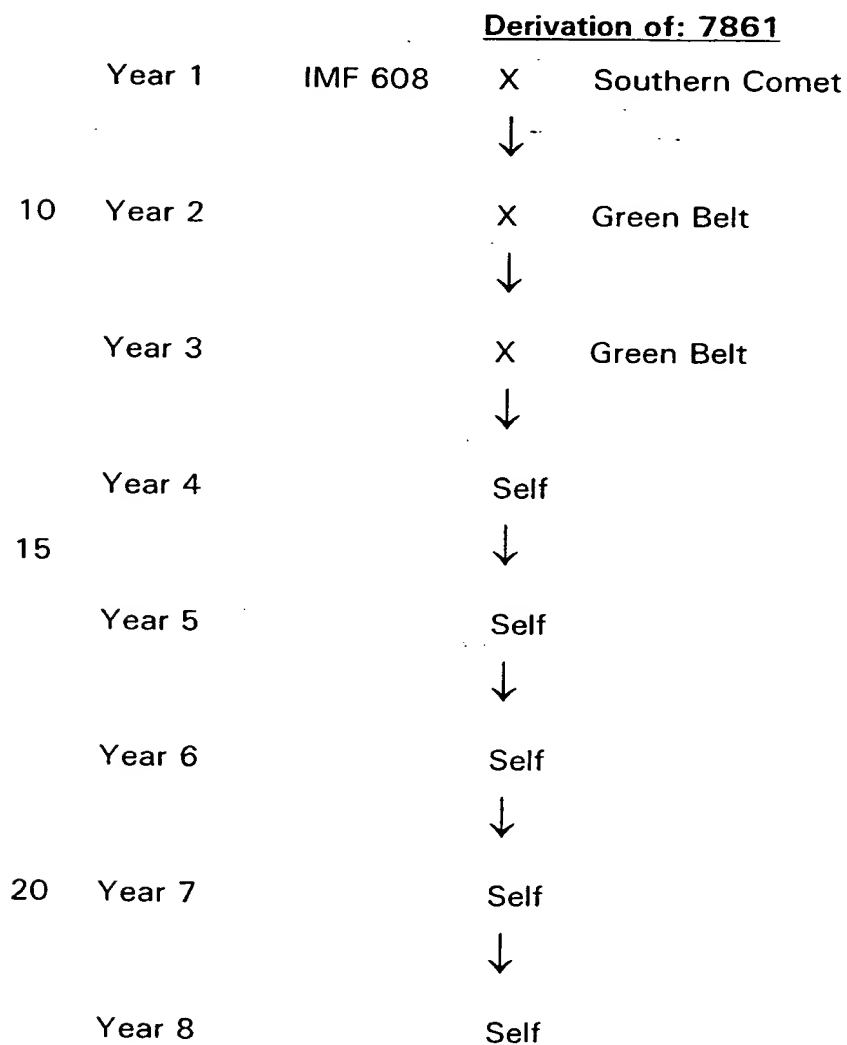 Derivation of: 7861
Year 1 IMF 608 X Southern Comet
↓
10 Year 2 X Green Belt
↓
Year 3 X Green Belt
↓
Year 4 Self
15 ↓
Year 5 Self
↓
Year 6 Self
↓
20 Year 7 Self
↓
Year 8 Self